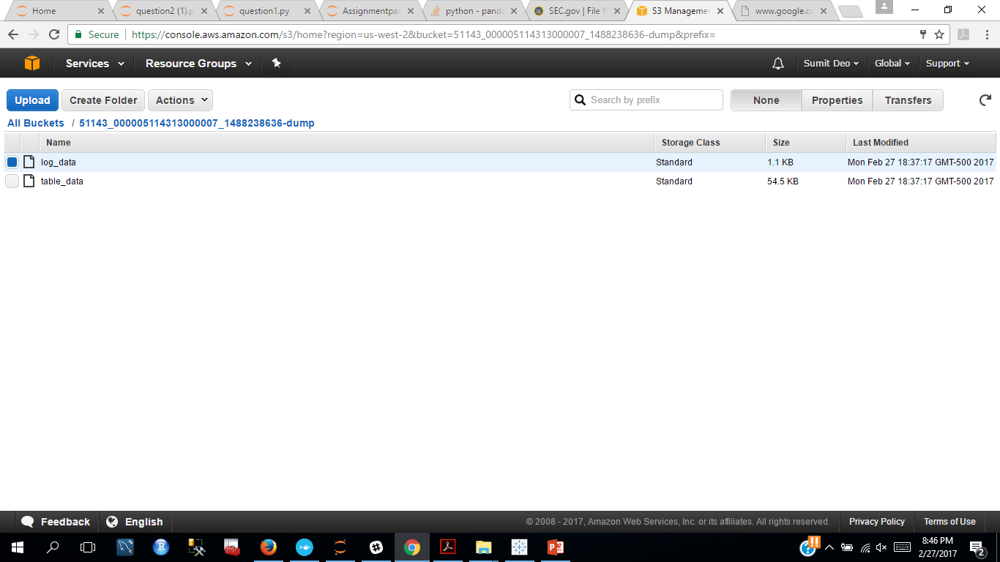 Home question2 (1).p question1.py Assignmentpar python - panda SEC.gov | File N S3 Managemer www.google.cc
Secure https://console.aws.amazon.com/s3/home?region=us-west-2&bucket=51143_000005114313000007_1488238636-dump&prefix=
Services Resource Groups Sumit Deo Global Support
Upload Create Folder Actions Search by prefix None Properties Transfers
All Buckets / 51143_000005114313000007_1488238636-dump
Name Storage Class Size Last Modified
log_data Standard 1.1 KB Mon Feb 27 18:37:17 GMT-500 2017
table_data Standard 54.5 KB Mon Feb 27 18:37:17 GMT-500 2017
Feedback English © 2008 - 2017, Amazon Web Services, Inc. or its affiliates. All rights reserved. Privacy Policy Terms of Use
8:46 PM
2/27/2017 2